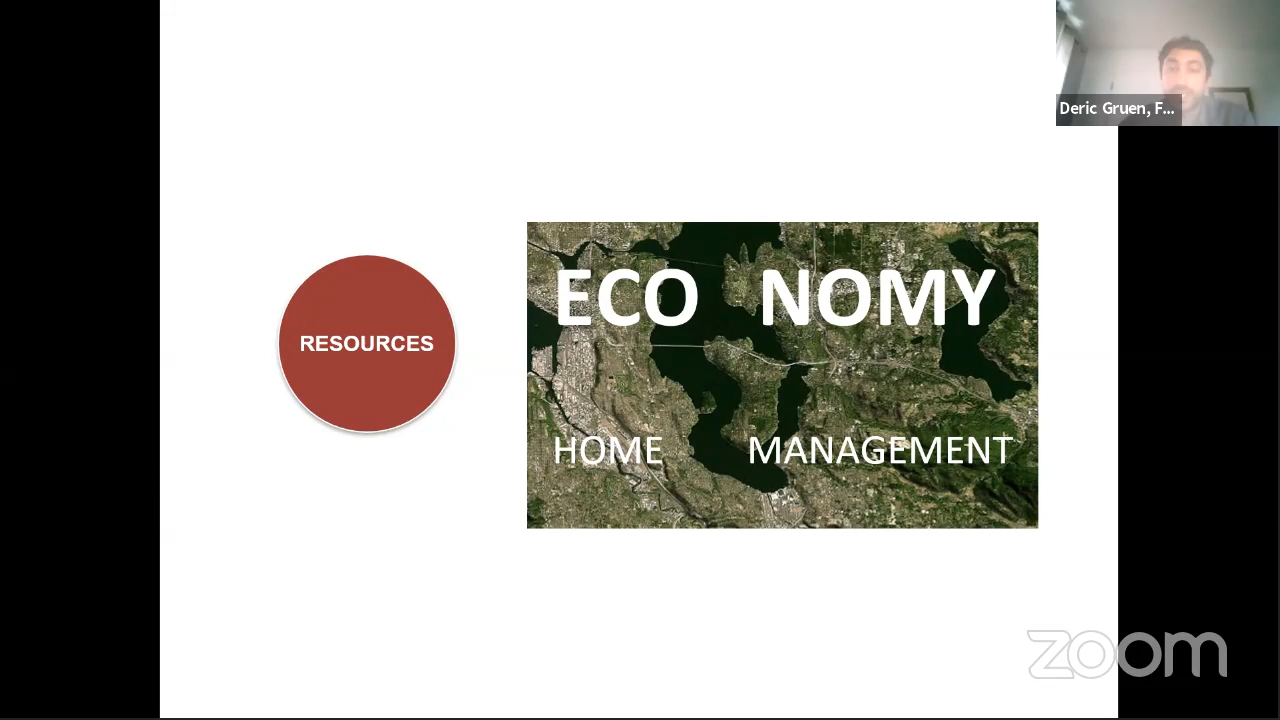 Deric Gruen, F...
ECO NOMY
RESOURCES
HOME MANAGEMENT
zoom